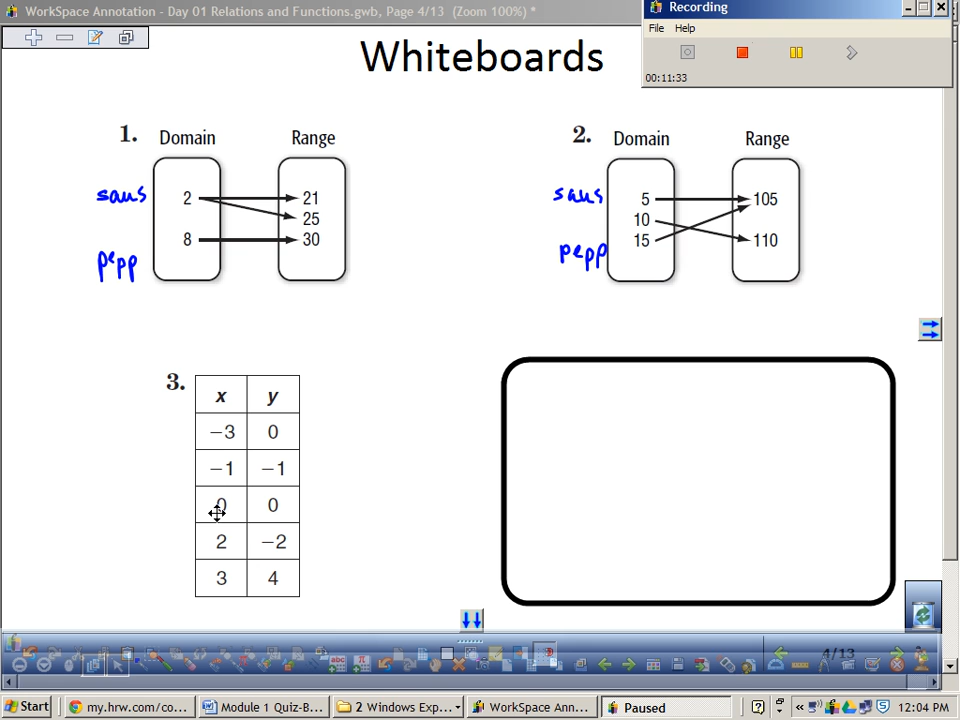 WorkSpace Annotation - Day 01 Relations and Functions.gwb, Page 4/13 (Zoom 100%) *
Recording
File Help
00:11:33
Whiteboards
1. Domain Range
saus
2 21
25
8 30
pepp
2. Domain Range
saus
5 105
10
15 110
pepp
3.
x y
−3 0
−1 −1
0 0
2 −2
3 4
4/13
Start
my.hrw.com/co...
Module 1 Quiz-B...
2 Windows Exp...
WorkSpace Ann...
Paused
12:04 PM